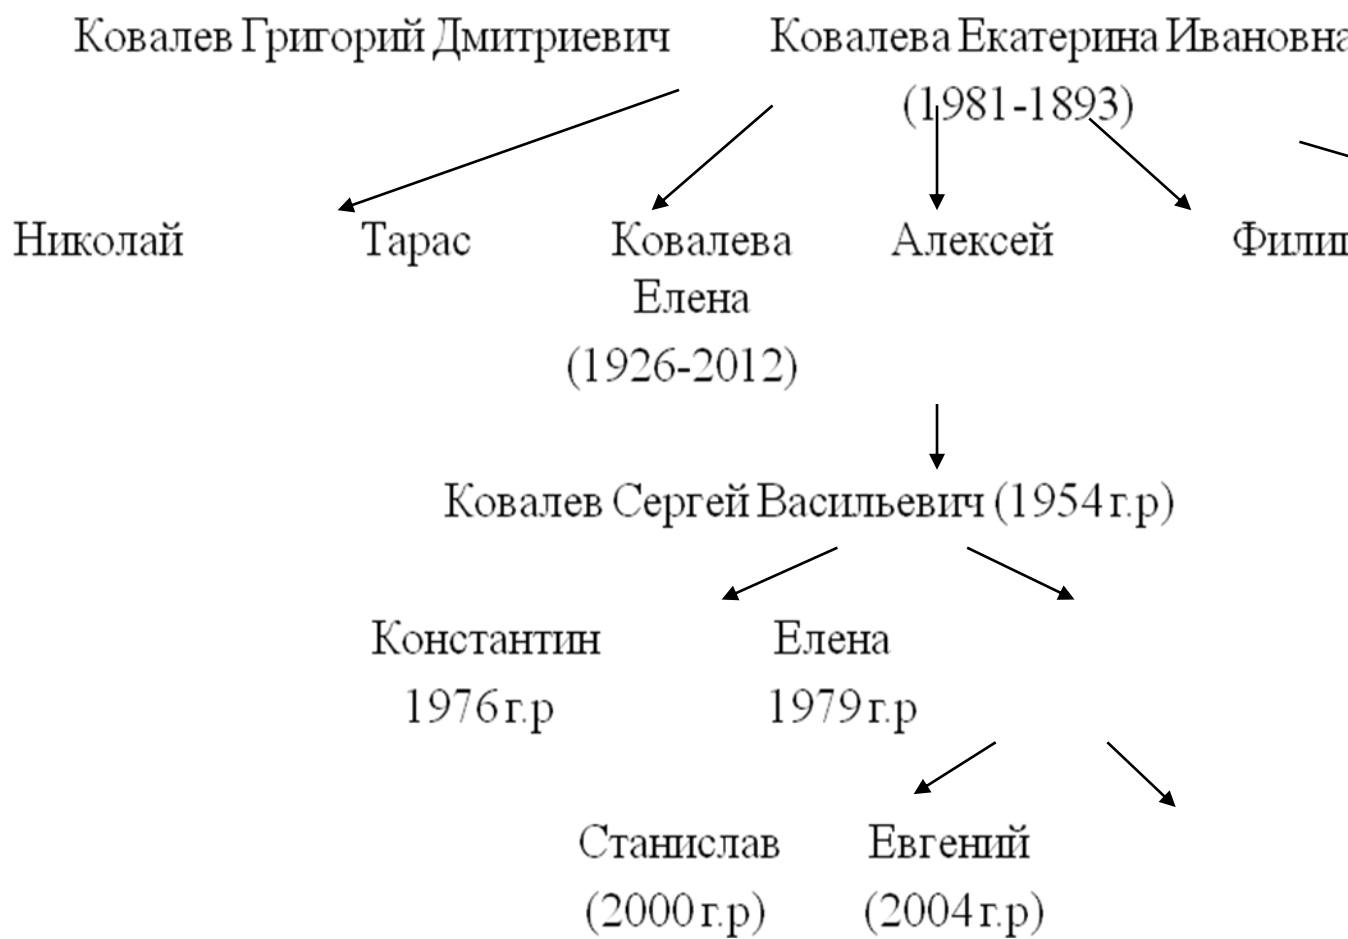 Ковалев Григорий Дмитриевич Ковалева Екатерина Ивановна
(1981-1893)
Николай Тарас Ковалева Алексей
Елена
(1926-2012)
Ковалев Сергей Васильевич (1954 г.р)
Константин Елена
1976 г.р 1979 г.р
Станислав Евгений
(2000 г.р) (2004 г.р)